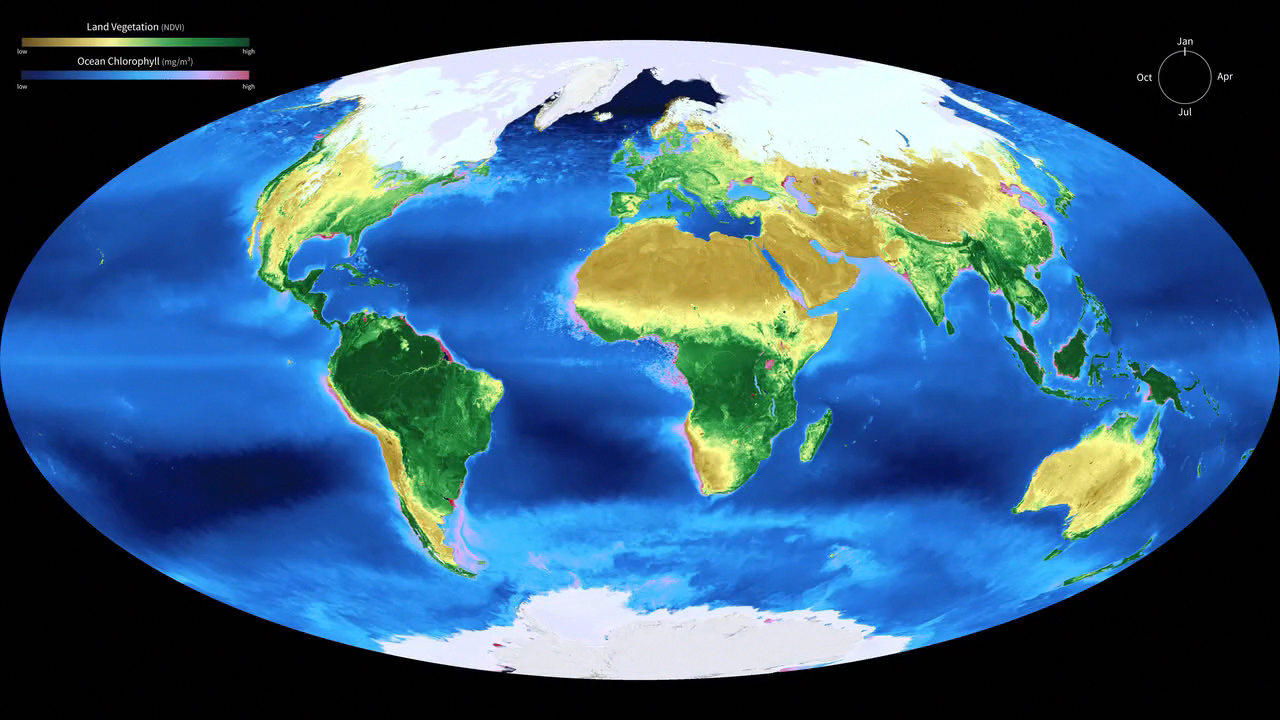 Land Vegetation (NDVI)
low high
Ocean Chlorophyll (mg/m³)
low high
Jan
Oct Apr
Jul